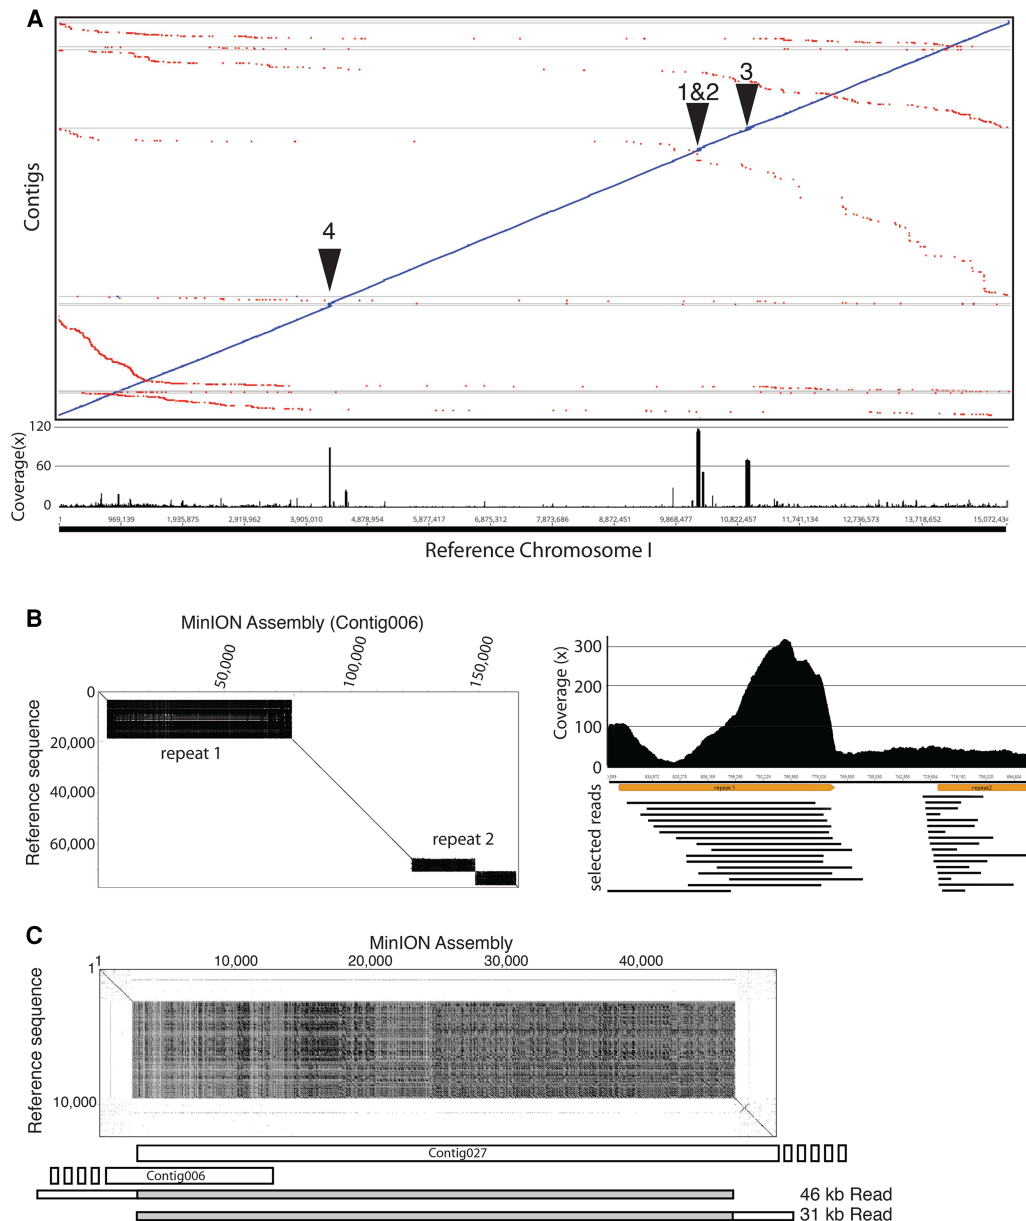 A
Contigs
1&2
3
4
Coverage(x)
120
60
0
1 969,139 1,935,875 2,919,962 3,905,010 4,878,954 5,877,417 6,875,312 7,873,686 8,872,451 9,868,477 10,822,457 11,741,134 12,736,573 13,718,652 15,072,434
Reference Chromosome I
B
MinION Assembly (Contig006)
50,000 100,000 150,000
Reference sequence
0
20,000
40,000
60,000
repeat 1
repeat 2
Coverage (x)
300
200
100
0
repeat 1 repeat2
selected reads
C
MinION Assembly
1 10,000 20,000 30,000 40,000
Reference sequence
10,000
Contig027
Contig006
46 kb Read
31 kb Read